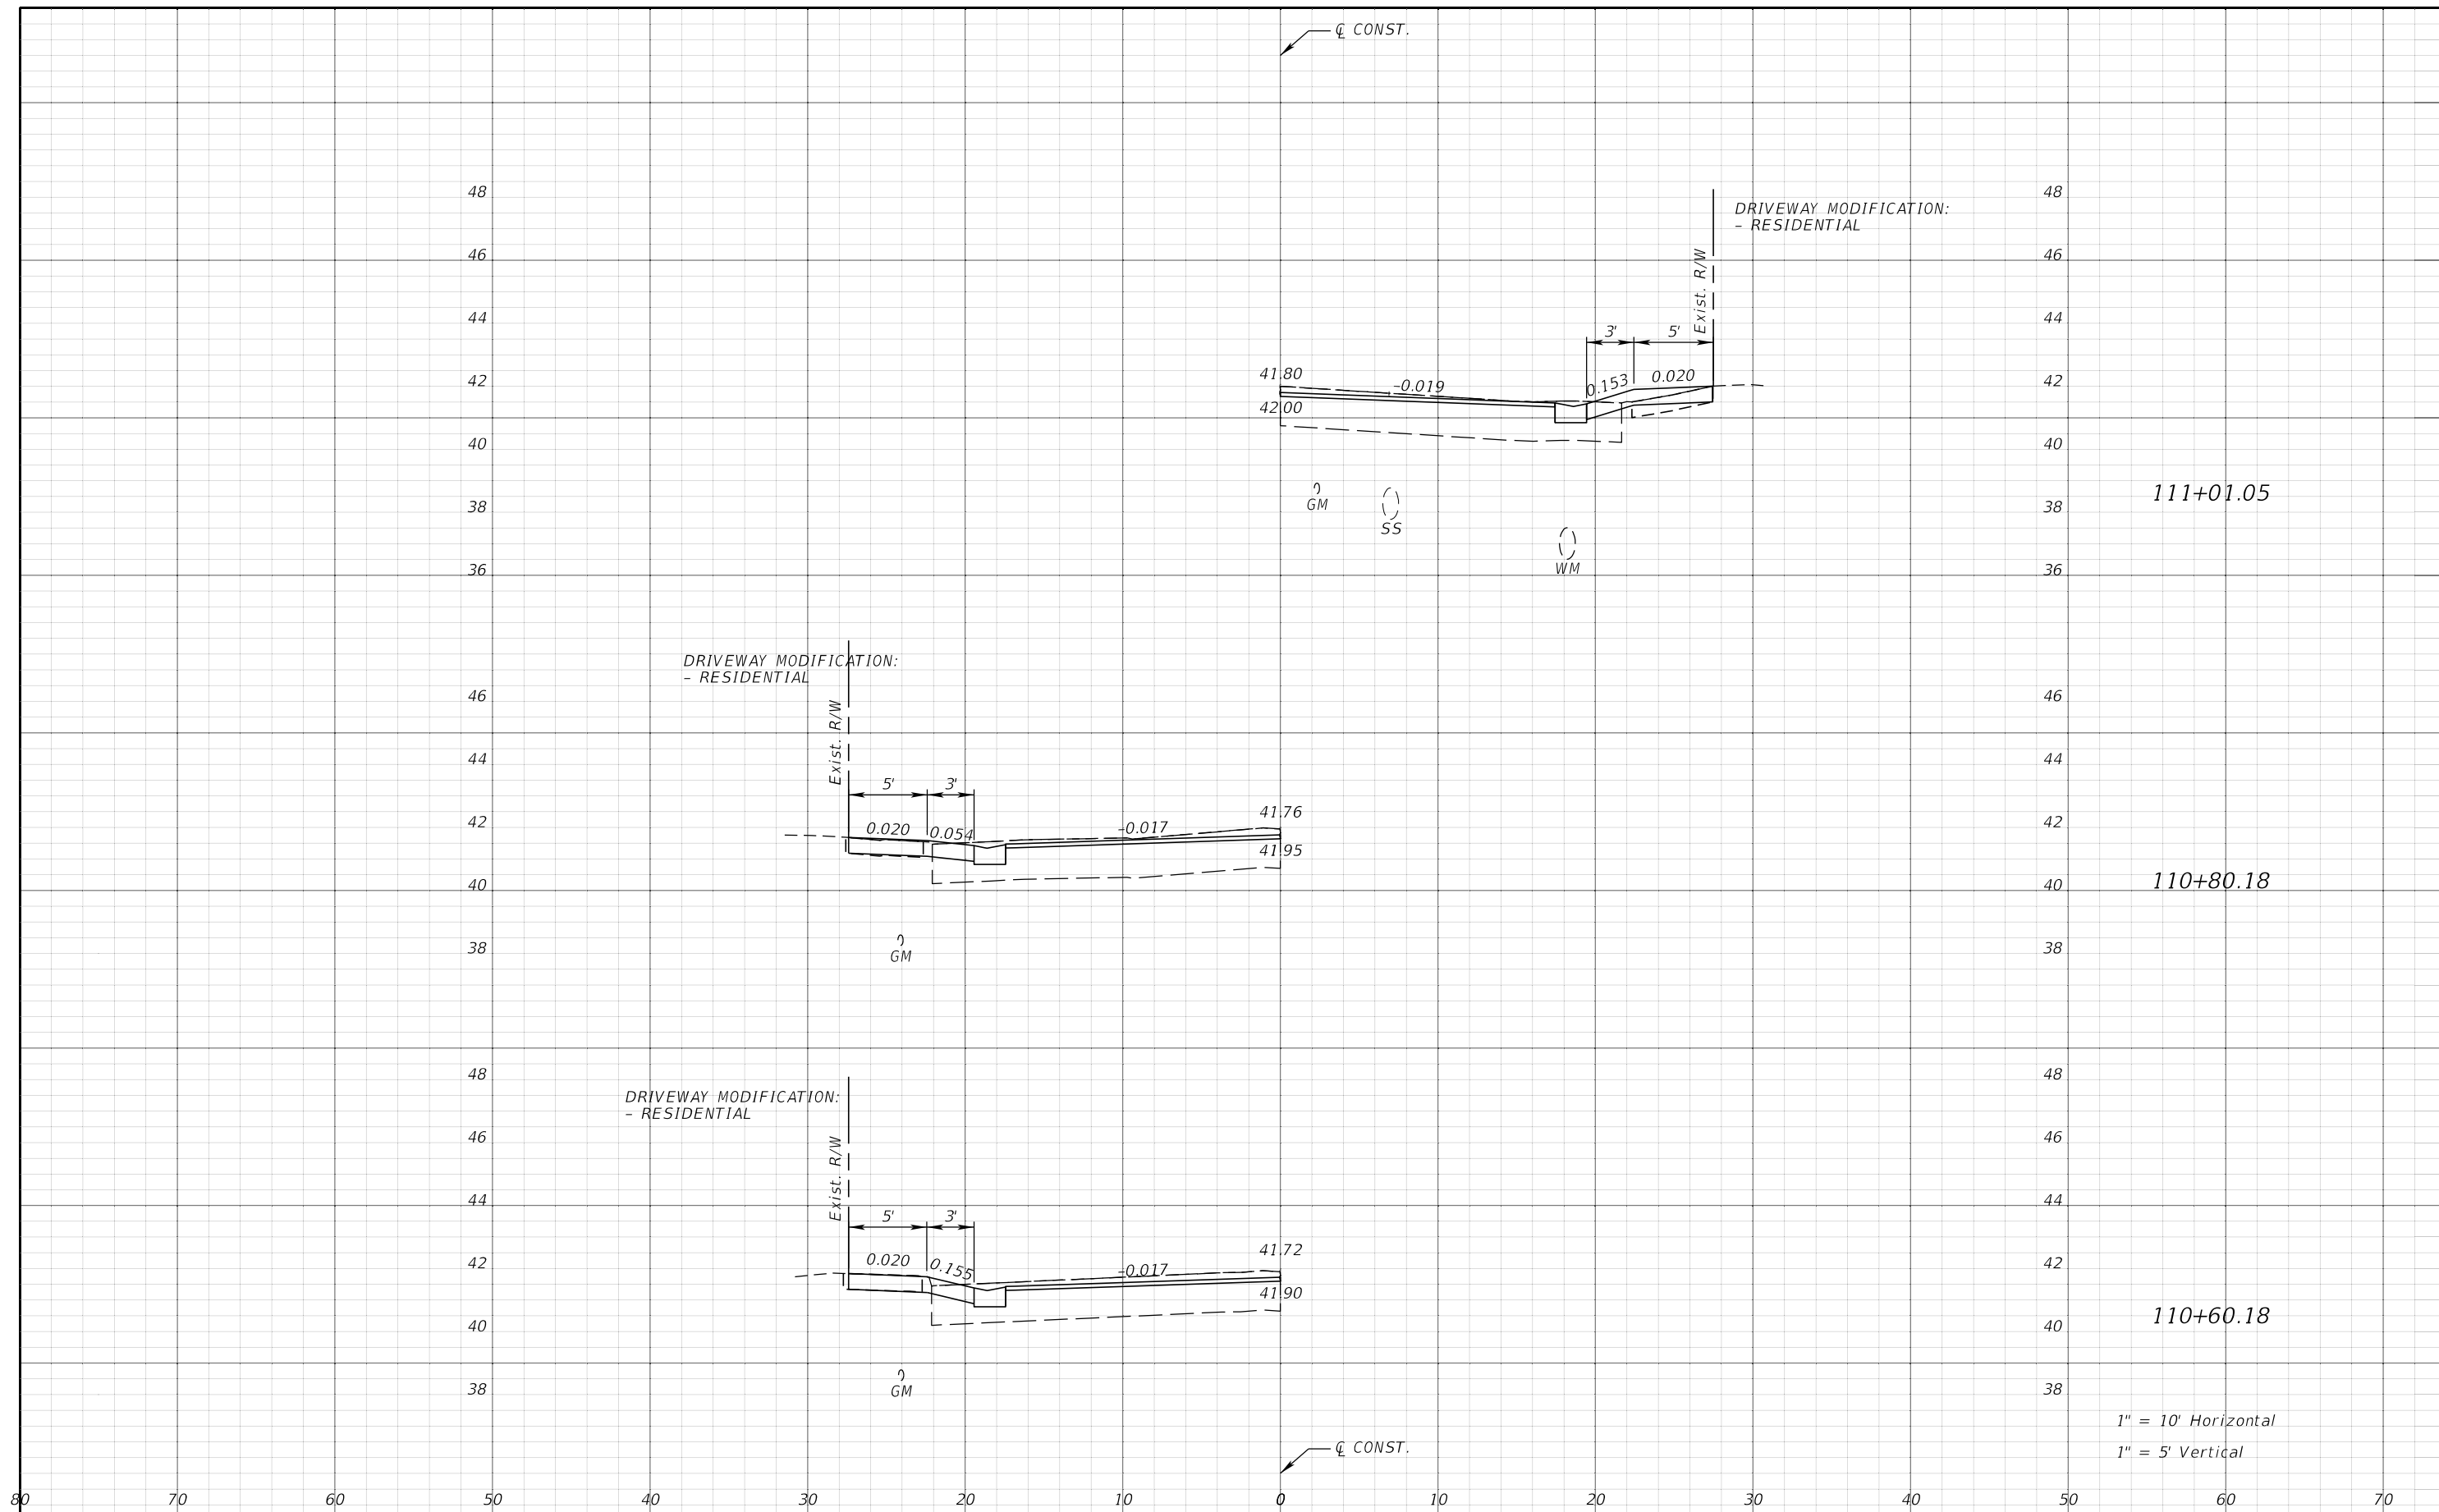 ℄ CONST.
48 48
DRIVEWAY MODIFICATION:
– RESIDENTIAL
46 46
Exist. R/W
44 44
3' 5'
41.80 –0.019 0.153 0.020
42 42
42.00
40 40
111+01.05
GM
38 38
SS
36 36
WM
DRIVEWAY MODIFICATION:
– RESIDENTIAL
46 46
Exist. R/W
44 44
5' 3'
41.76
42 42
0.020 0.054 –0.017
41.95
40 40
110+80.18
38 38
GM
48 48
DRIVEWAY MODIFICATION:
– RESIDENTIAL
46 46
Exist. R/W
44 44
5' 3'
41.72
42 42
0.020 0.155 –0.017
41.90
110+60.18
40 40
38 38
GM
1" = 10' Horizontal
℄ CONST.
1" = 5' Vertical
80 70 60 50 40 30 20 10 0 10 20 30 40 50 60 70